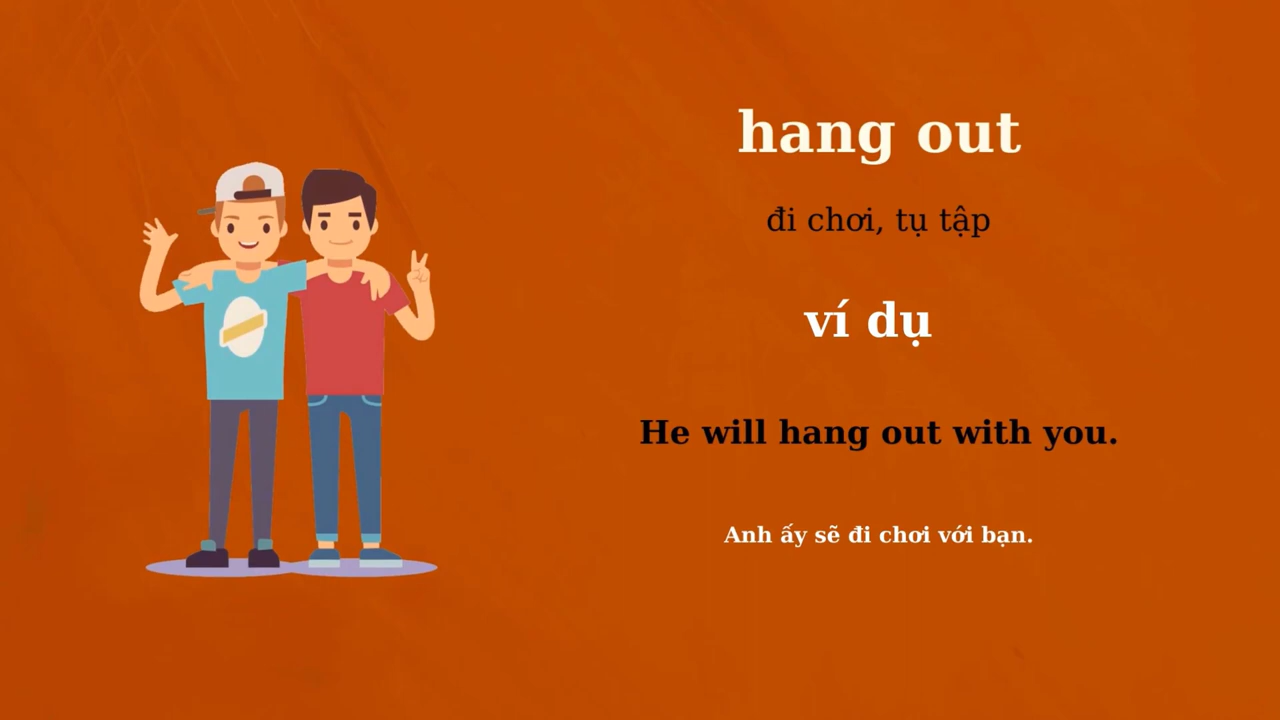 hang out
đi chơi, tụ tập
ví dụ
He will hang out with you.
Anh ấy sẽ đi chơi với bạn.